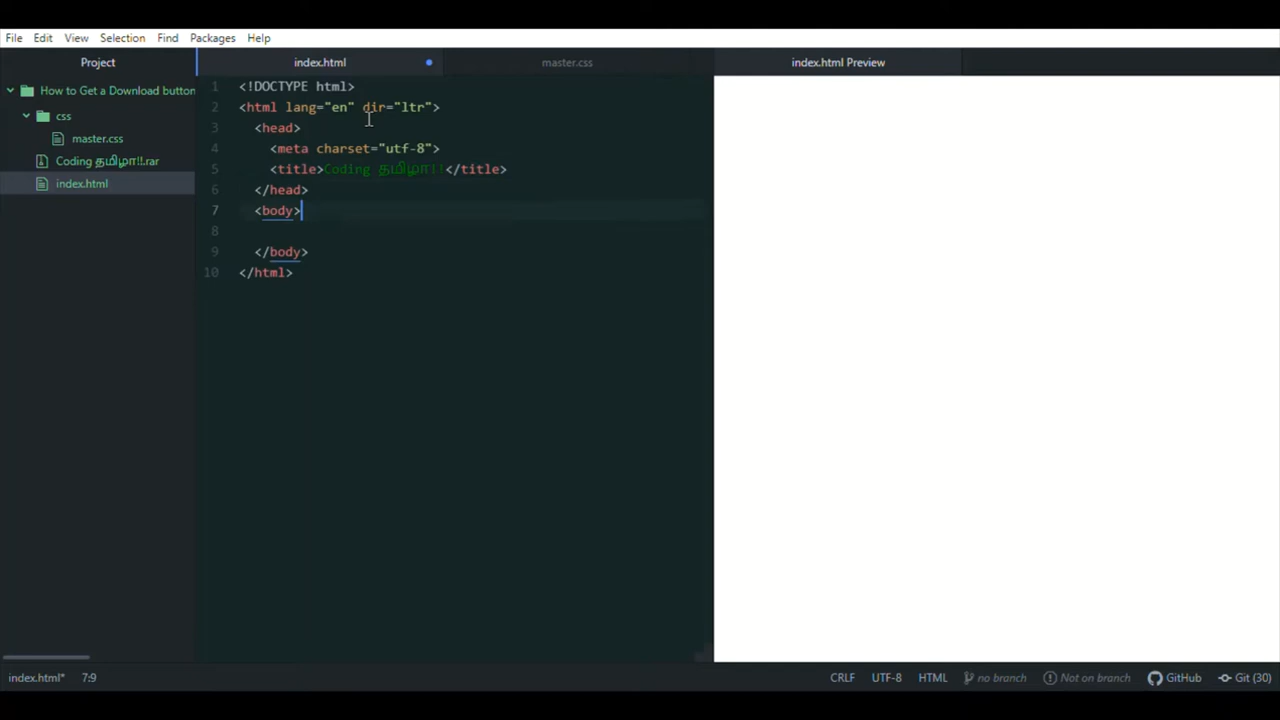 File Edit View Selection Find Packages Help
Project
How to Get a Download button
css
master.css
Coding தமிழா!!.rar
index.html
index.html master.css index.html Preview
1 <!DOCTYPE html>
2 <html lang="en" dir="ltr">
3 <head>
4 <meta charset="utf-8">
5 <title>Coding தமிழா!!</title>
6 </head>
7 <body>
8
9 </body>
10 </html>
index.html* 7:9 CRLF UTF-8 HTML no branch Not on branch GitHub Git (30)